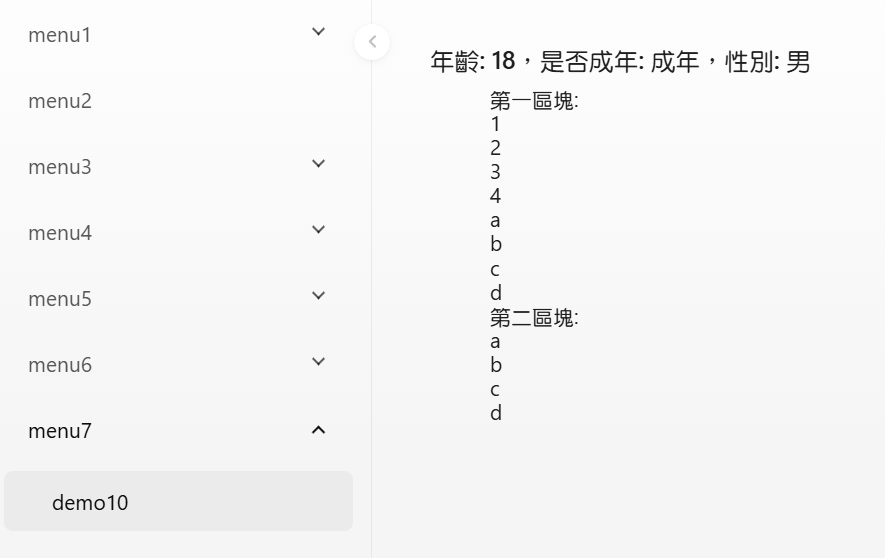 menu1
menu2
menu3
menu4
menu5
menu6
menu7
demo10
年齡: 18，是否成年: 成年，性別: 男
第一區塊:
1
2
3
4
a
b
c
d
第二區塊:
a
b
c
d